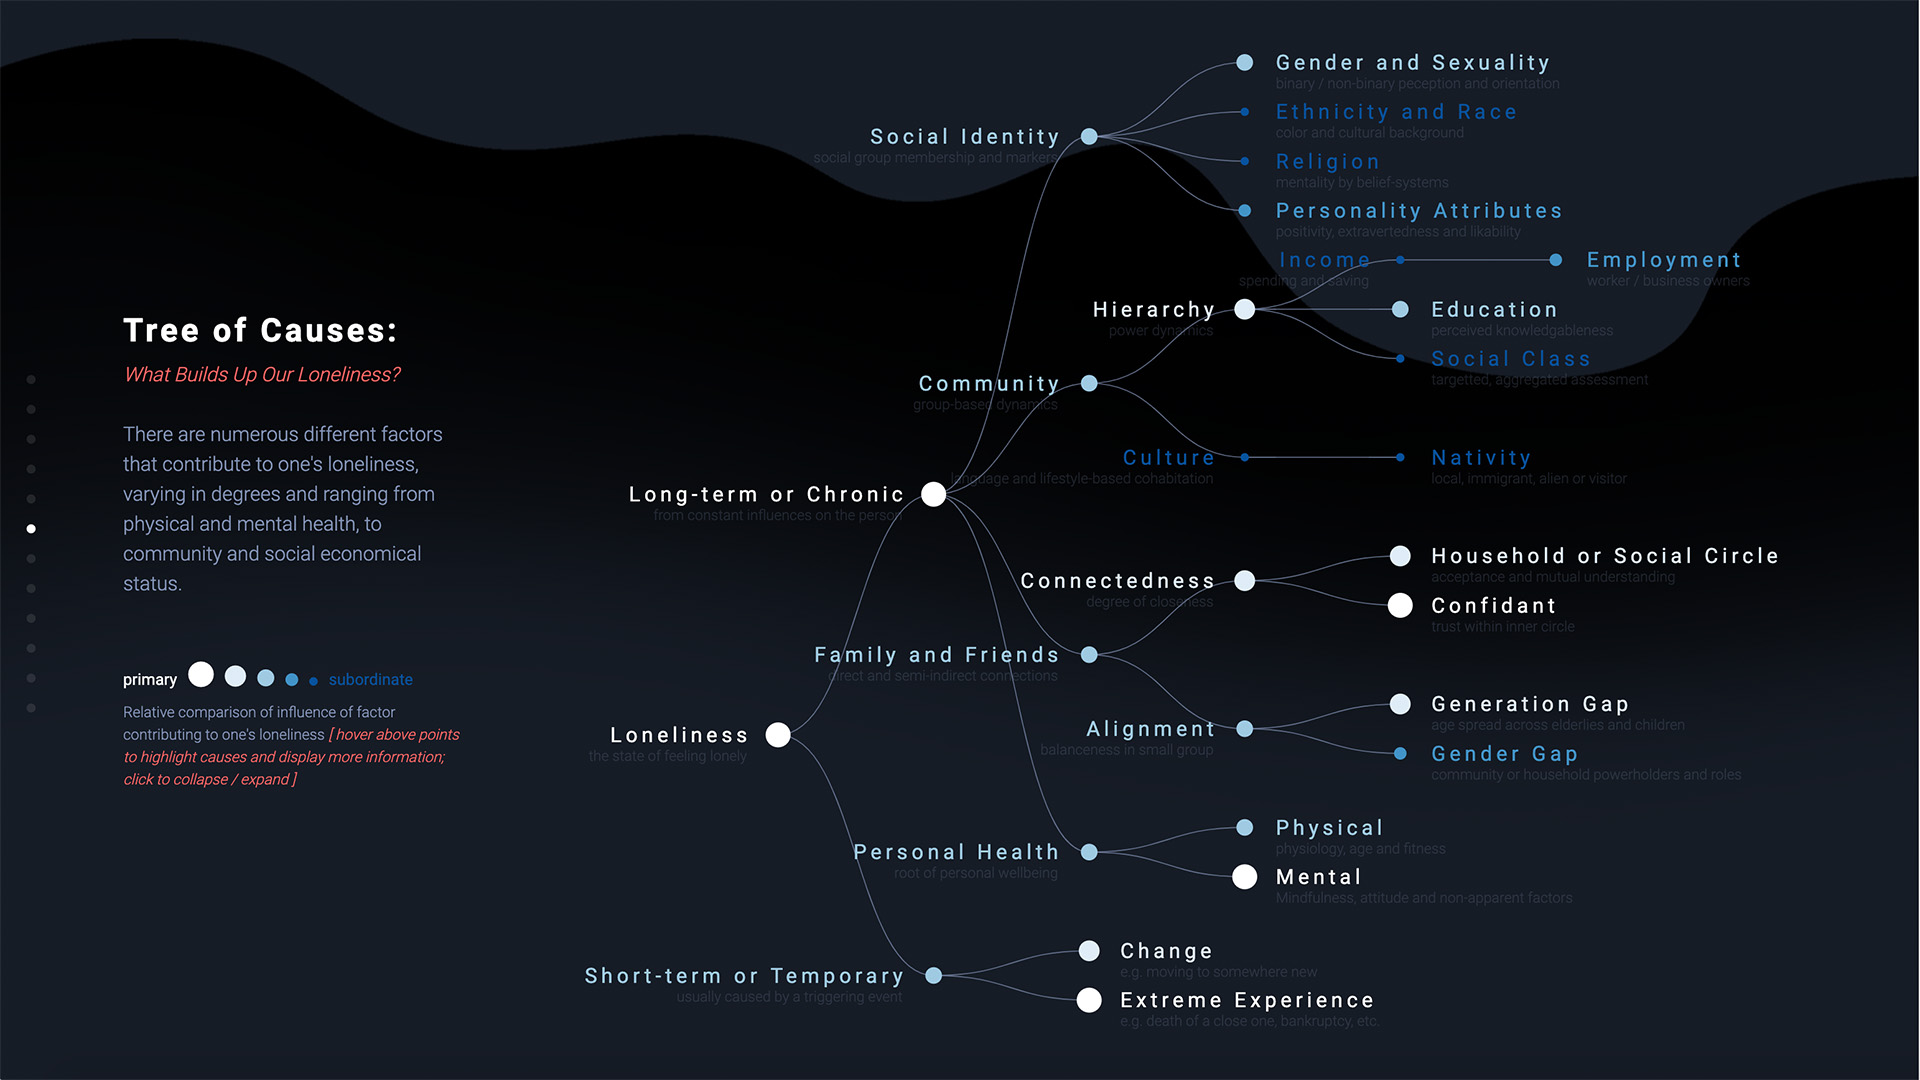 Tree of Causes:
What Builds Up Our Loneliness?
There are numerous different factors
that contribute to one's loneliness,
varying in degrees and ranging from
physical and mental health, to
community and social economical
status.
primary
subordinate
Relative comparison of influence of factor
contributing to one's loneliness [ hover above points
to highlight causes and display more information;
click to collapse / expand ]
Loneliness
the state of feeling lonely
Long-term or Chronic
from constant influences on the person
Social Identity
social group membership and markers
Gender and Sexuality
binary / non-binary peception and orientation
Ethnicity and Race
color and cultural background
Religion
mentality by belief-systems
Personality Attributes
positivity, extravertedness and likability
Community
group-based dynamics
Hierarchy
power dynamics
Income
spending and saving
Employment
worker / business owners
Education
perceived knowledgableness
Social Class
targetted, aggregated assessment
Culture
language and lifestyle-based cohabitation
Nativity
local, immigrant, alien or visitor
Family and Friends
direct and semi-indirect connections
Connectedness
degree of closeness
Household or Social Circle
acceptance and mutual understanding
Confidant
trust within inner circle
Alignment
balanceness in small group
Generation Gap
age spread across elderlies and children
Gender Gap
community or household powerholders and roles
Personal Health
root of personal wellbeing
Physical
physiology, age and fitness
Mental
Mindfulness, attitude and non-apparent factors
Short-term or Temporary
usually caused by a triggering event
Change
e.g. moving to somewhere new
Extreme Experience
e.g. death of a close one, bankruptcy, etc.